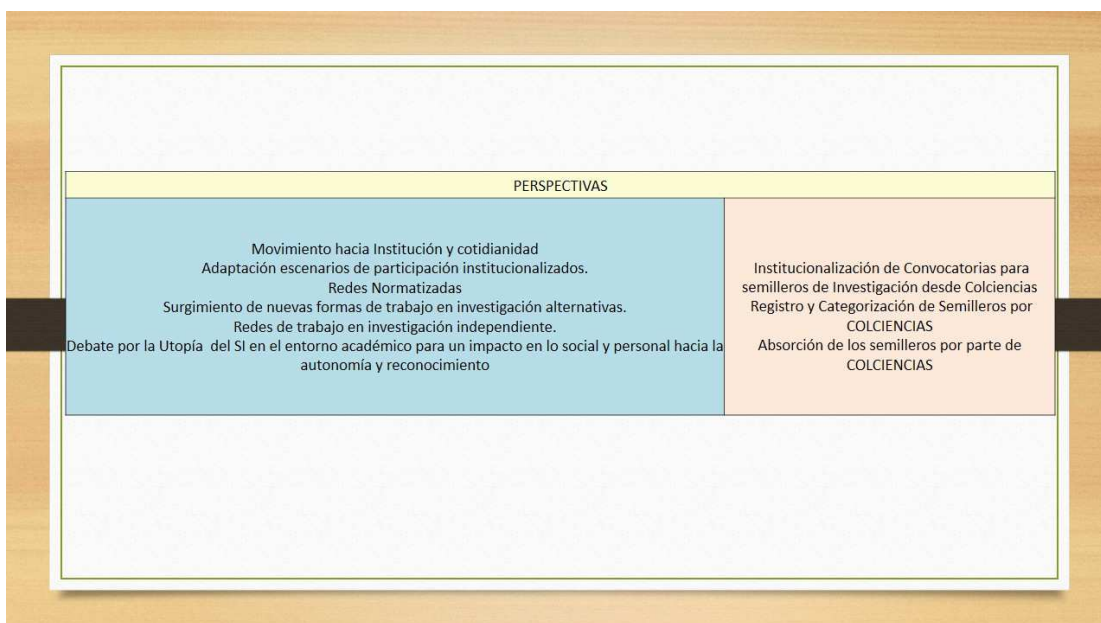 PERSPECTIVAS
Movimiento hacia Institución y cotidianidad
Adaptación escenarios de participación institucionalizados.
Redes Normatizadas
Surgimiento de nuevas formas de trabajo en investigación alternativas.
Redes de trabajo en investigación independiente.
Debate por la Utopía del SI en el entorno académico para un impacto en lo social y personal hacia la
autonomía y reconocimiento
Institucionalización de Convocatorias para
semilleros de Investigación desde Colciencias
Registro y Categorización de Semilleros por
COLCIENCIAS
Absorción de los semilleros por parte de
COLCIENCIAS